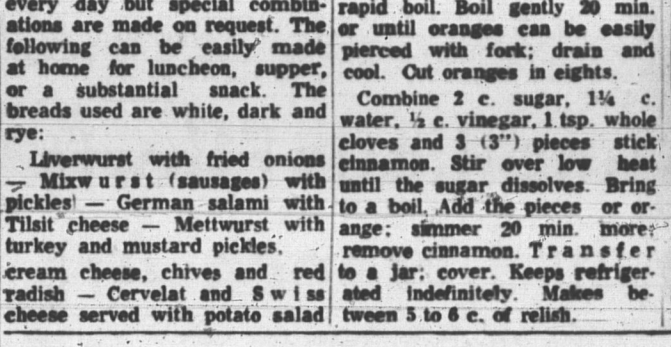 every day but special combin-
ations are made on request. The
following can be easily made
at home for luncheon, supper,
or a substantial snack. The
breads used are white, dark and
rye:
Liverwurst with fried onions
— Mixwurst (sausages) with
pickles — German salami with
Tilsit cheese — Mettwurst with
turkey and mustard pickles.
cream cheese, chives and red
radish — Cervelat and Swiss
cheese served with potato salad
rapid boil. Boil gently 20 min.
or until oranges can be easily
pierced with fork; drain and
cool. Cut oranges in eights.
Combine 2 c. sugar, 1¼ c.
water, ½ c. vinegar, 1 tsp. whole
cloves and 3 (3") pieces stick
cinnamon. Stir over low heat
until the sugar dissolves. Bring
to a boil. Add the pieces or or-
ange; simmer 20 min. more;
remove cinnamon. Transfer
to a jar; cover. Keeps refriger-
ated indefinitely. Makes be-
tween 5 to 6 c. of relish.